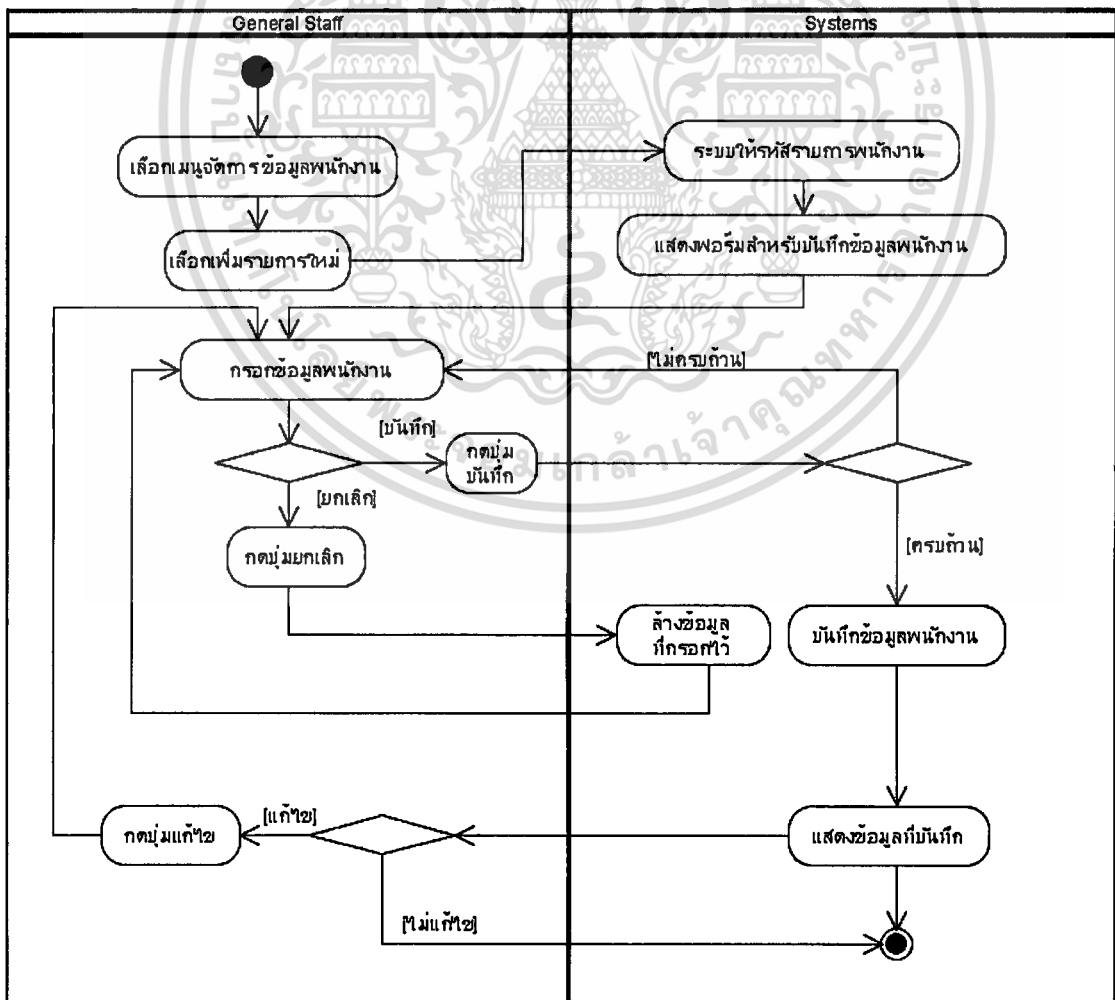 General Staff
Systems
เลือกเมนูจัดการข้อมูลพนักงาน
ระบบให้รหัสรายการพนักงาน
เลือกเพิ่มรายการใหม่
แสดงฟอร์มสำหรับบันทึกข้อมูลพนักงาน
กรอกข้อมูลพนักงาน
[ไม่ครบถ้วน]
[บันทึก]
กดปุ่ม
บันทึก
[ยกเลิก]
กดปุ่มยกเลิก
[ครบถ้วน]
ล้างข้อมูล
ที่กรอกไว้
บันทึกข้อมูลพนักงาน
[แก้ไข]
กดปุ่มแก้ไข
แสดงข้อมูลที่บันทึก
[ไม่แก้ไข]